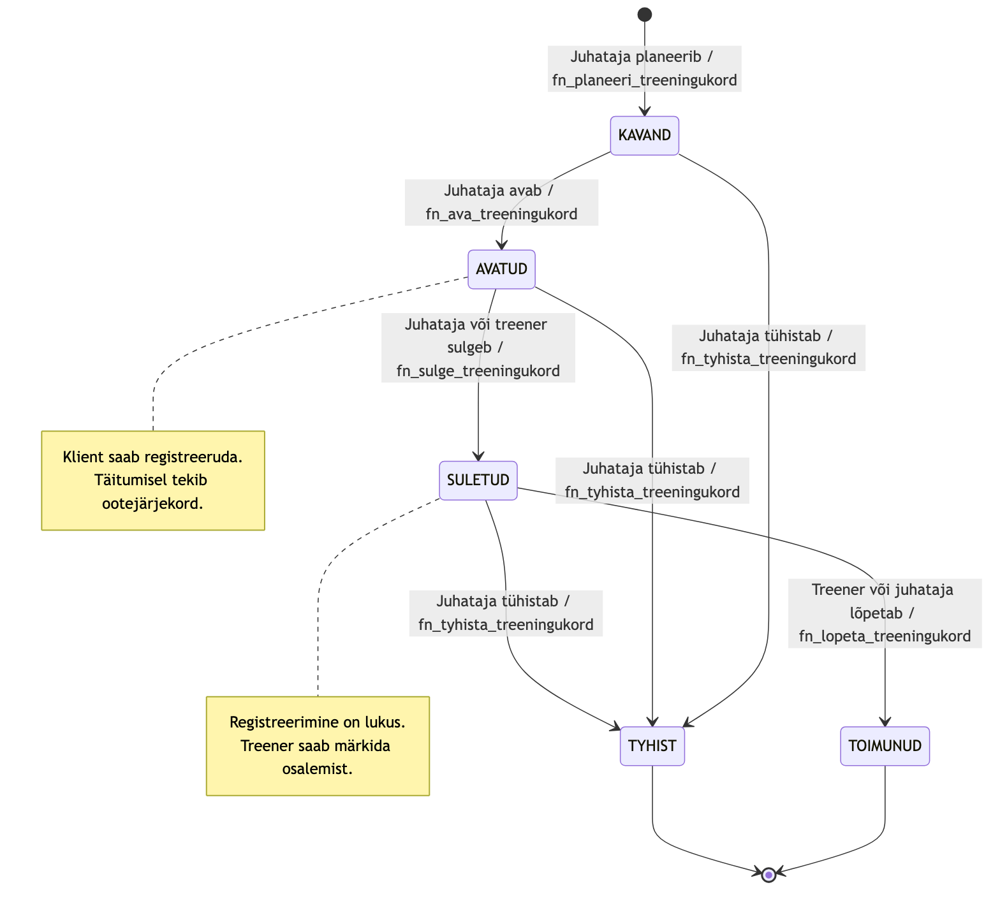 Juhataja planeerib /
fn_planeeri_treeningukord
KAVAND
Juhataja avab /
fn_ava_treeningukord
AVATUD
Juhataja või treener
sulgeb /
fn_sulge_treeningukord
Juhataja tühistab /
fn_tyhista_treeningukord
Klient saab registreeruda.
Täitumisel tekib
ootejärjekord.
SULETUD
Juhataja tühistab /
fn_tyhista_treeningukord
Juhataja tühistab /
fn_tyhista_treeningukord
Treener või juhataja
lõpetab /
fn_lopeta_treeningukord
Registreerimine on lukus.
Treener saab märkida
osalemist.
TYHIST
TOIMUNUD